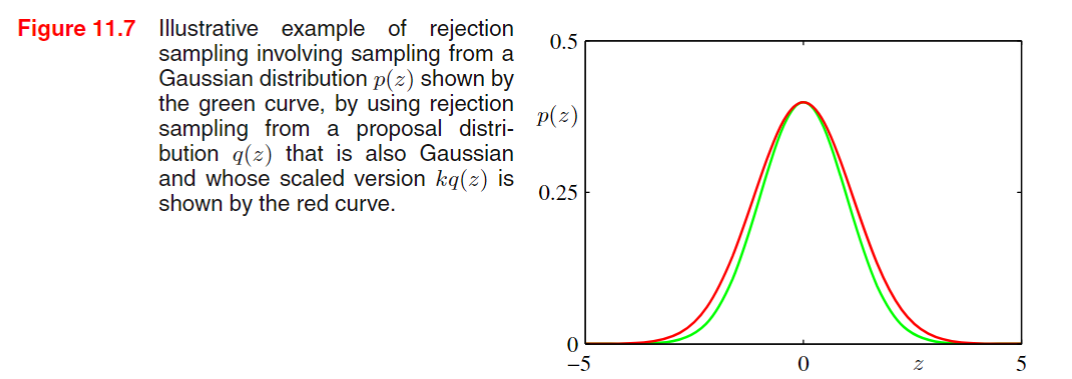 Figure 11.7 Illustrative example of rejection
sampling involving sampling from a
Gaussian distribution p(z) shown by
the green curve, by using rejection
sampling from a proposal distri-
bution q(z) that is also Gaussian
and whose scaled version kq(z) is
shown by the red curve.
0.5
p(z)
0.25
0
−5 0 z 5